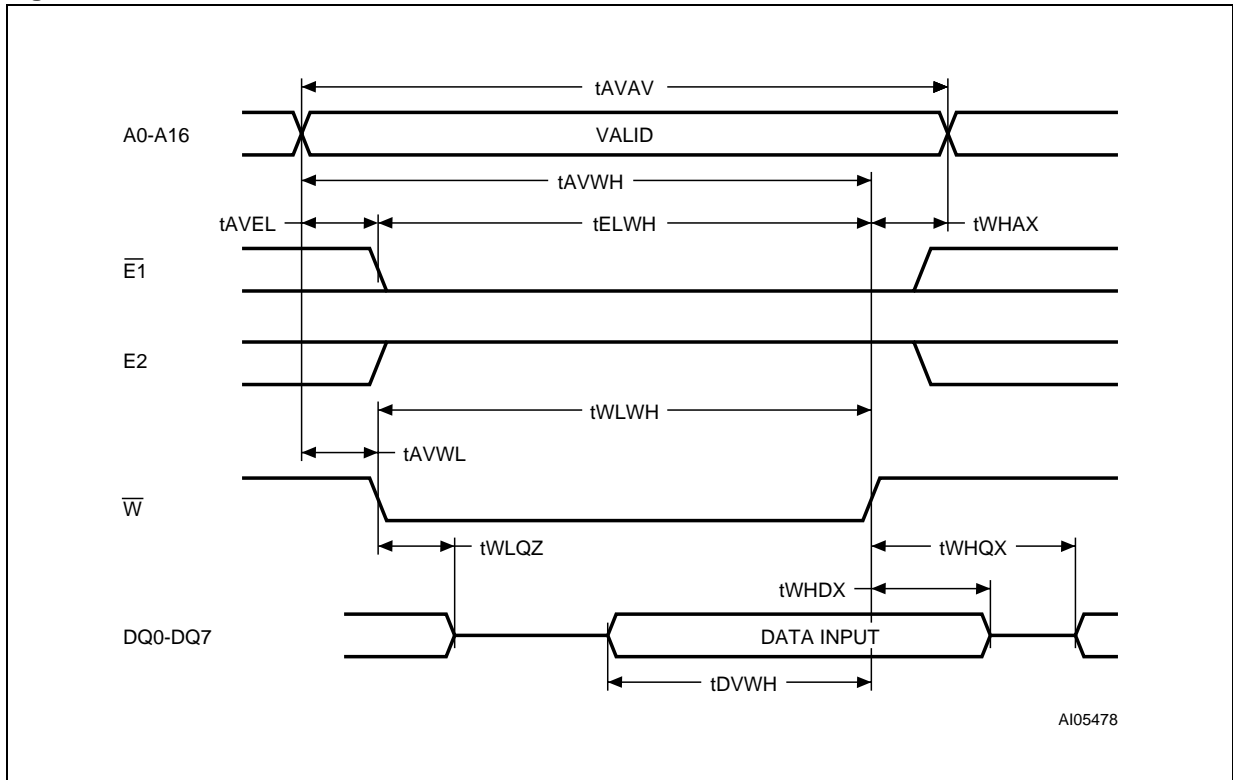 tAVAV
A0-A16 VALID
tAVWH
tAVEL tELWH tWHAX
E1
E2
tWLWH
tAVWL
W
tWLQZ tWHQX
tWHDX
DQ0-DQ7 DATA INPUT
tDVWH
AI05478